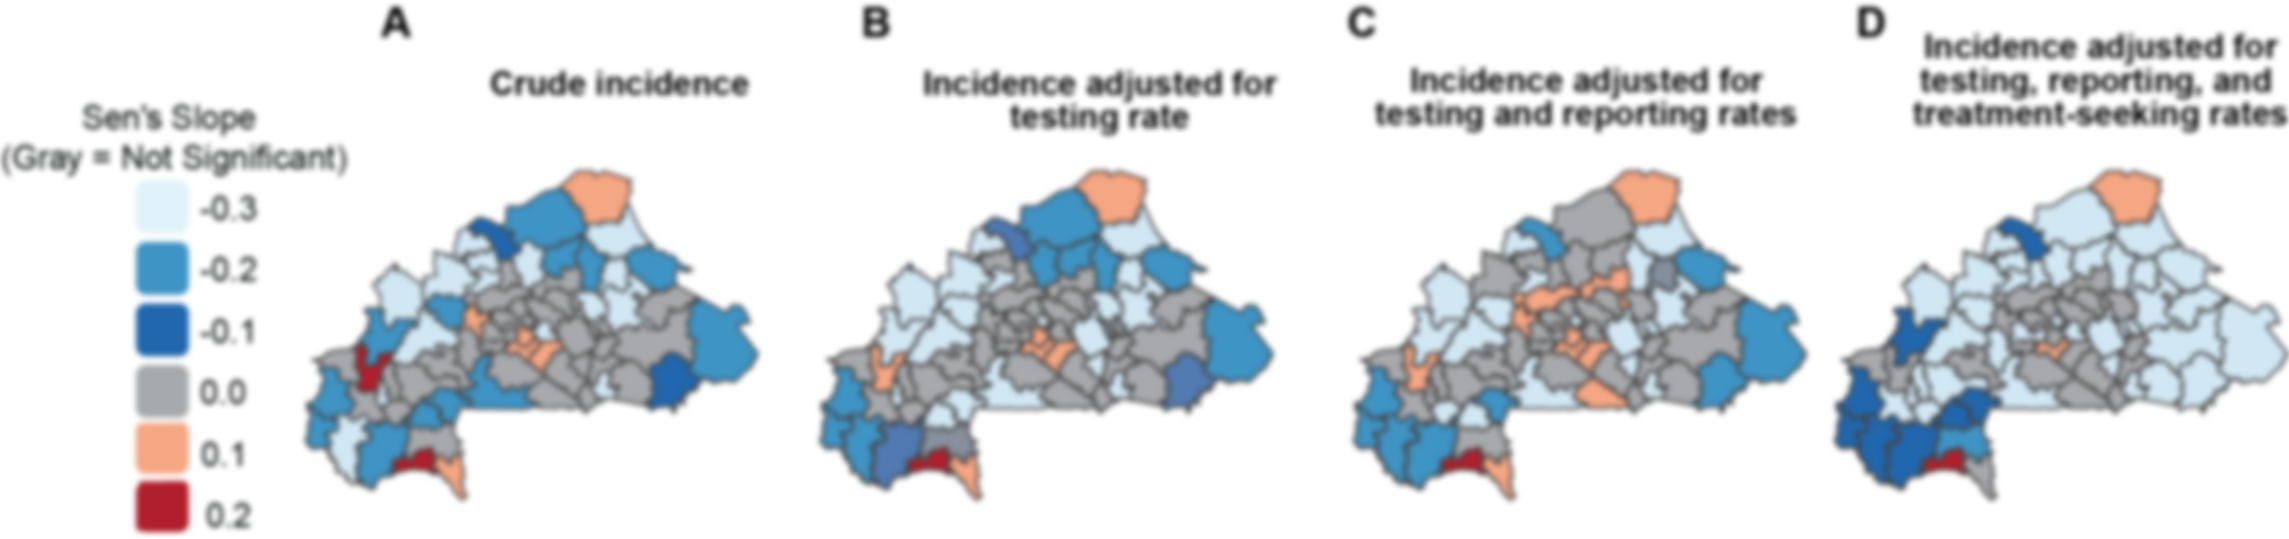 A
B
C
D
Crude incidence
Incidence adjusted for
testing rate
Incidence adjusted for
testing and reporting rates
Incidence adjusted for
testing, reporting, and
treatment-seeking rates
Sen's Slope
(Gray = Not Significant)
-0.3
-0.2
-0.1
0.0
0.1
0.2